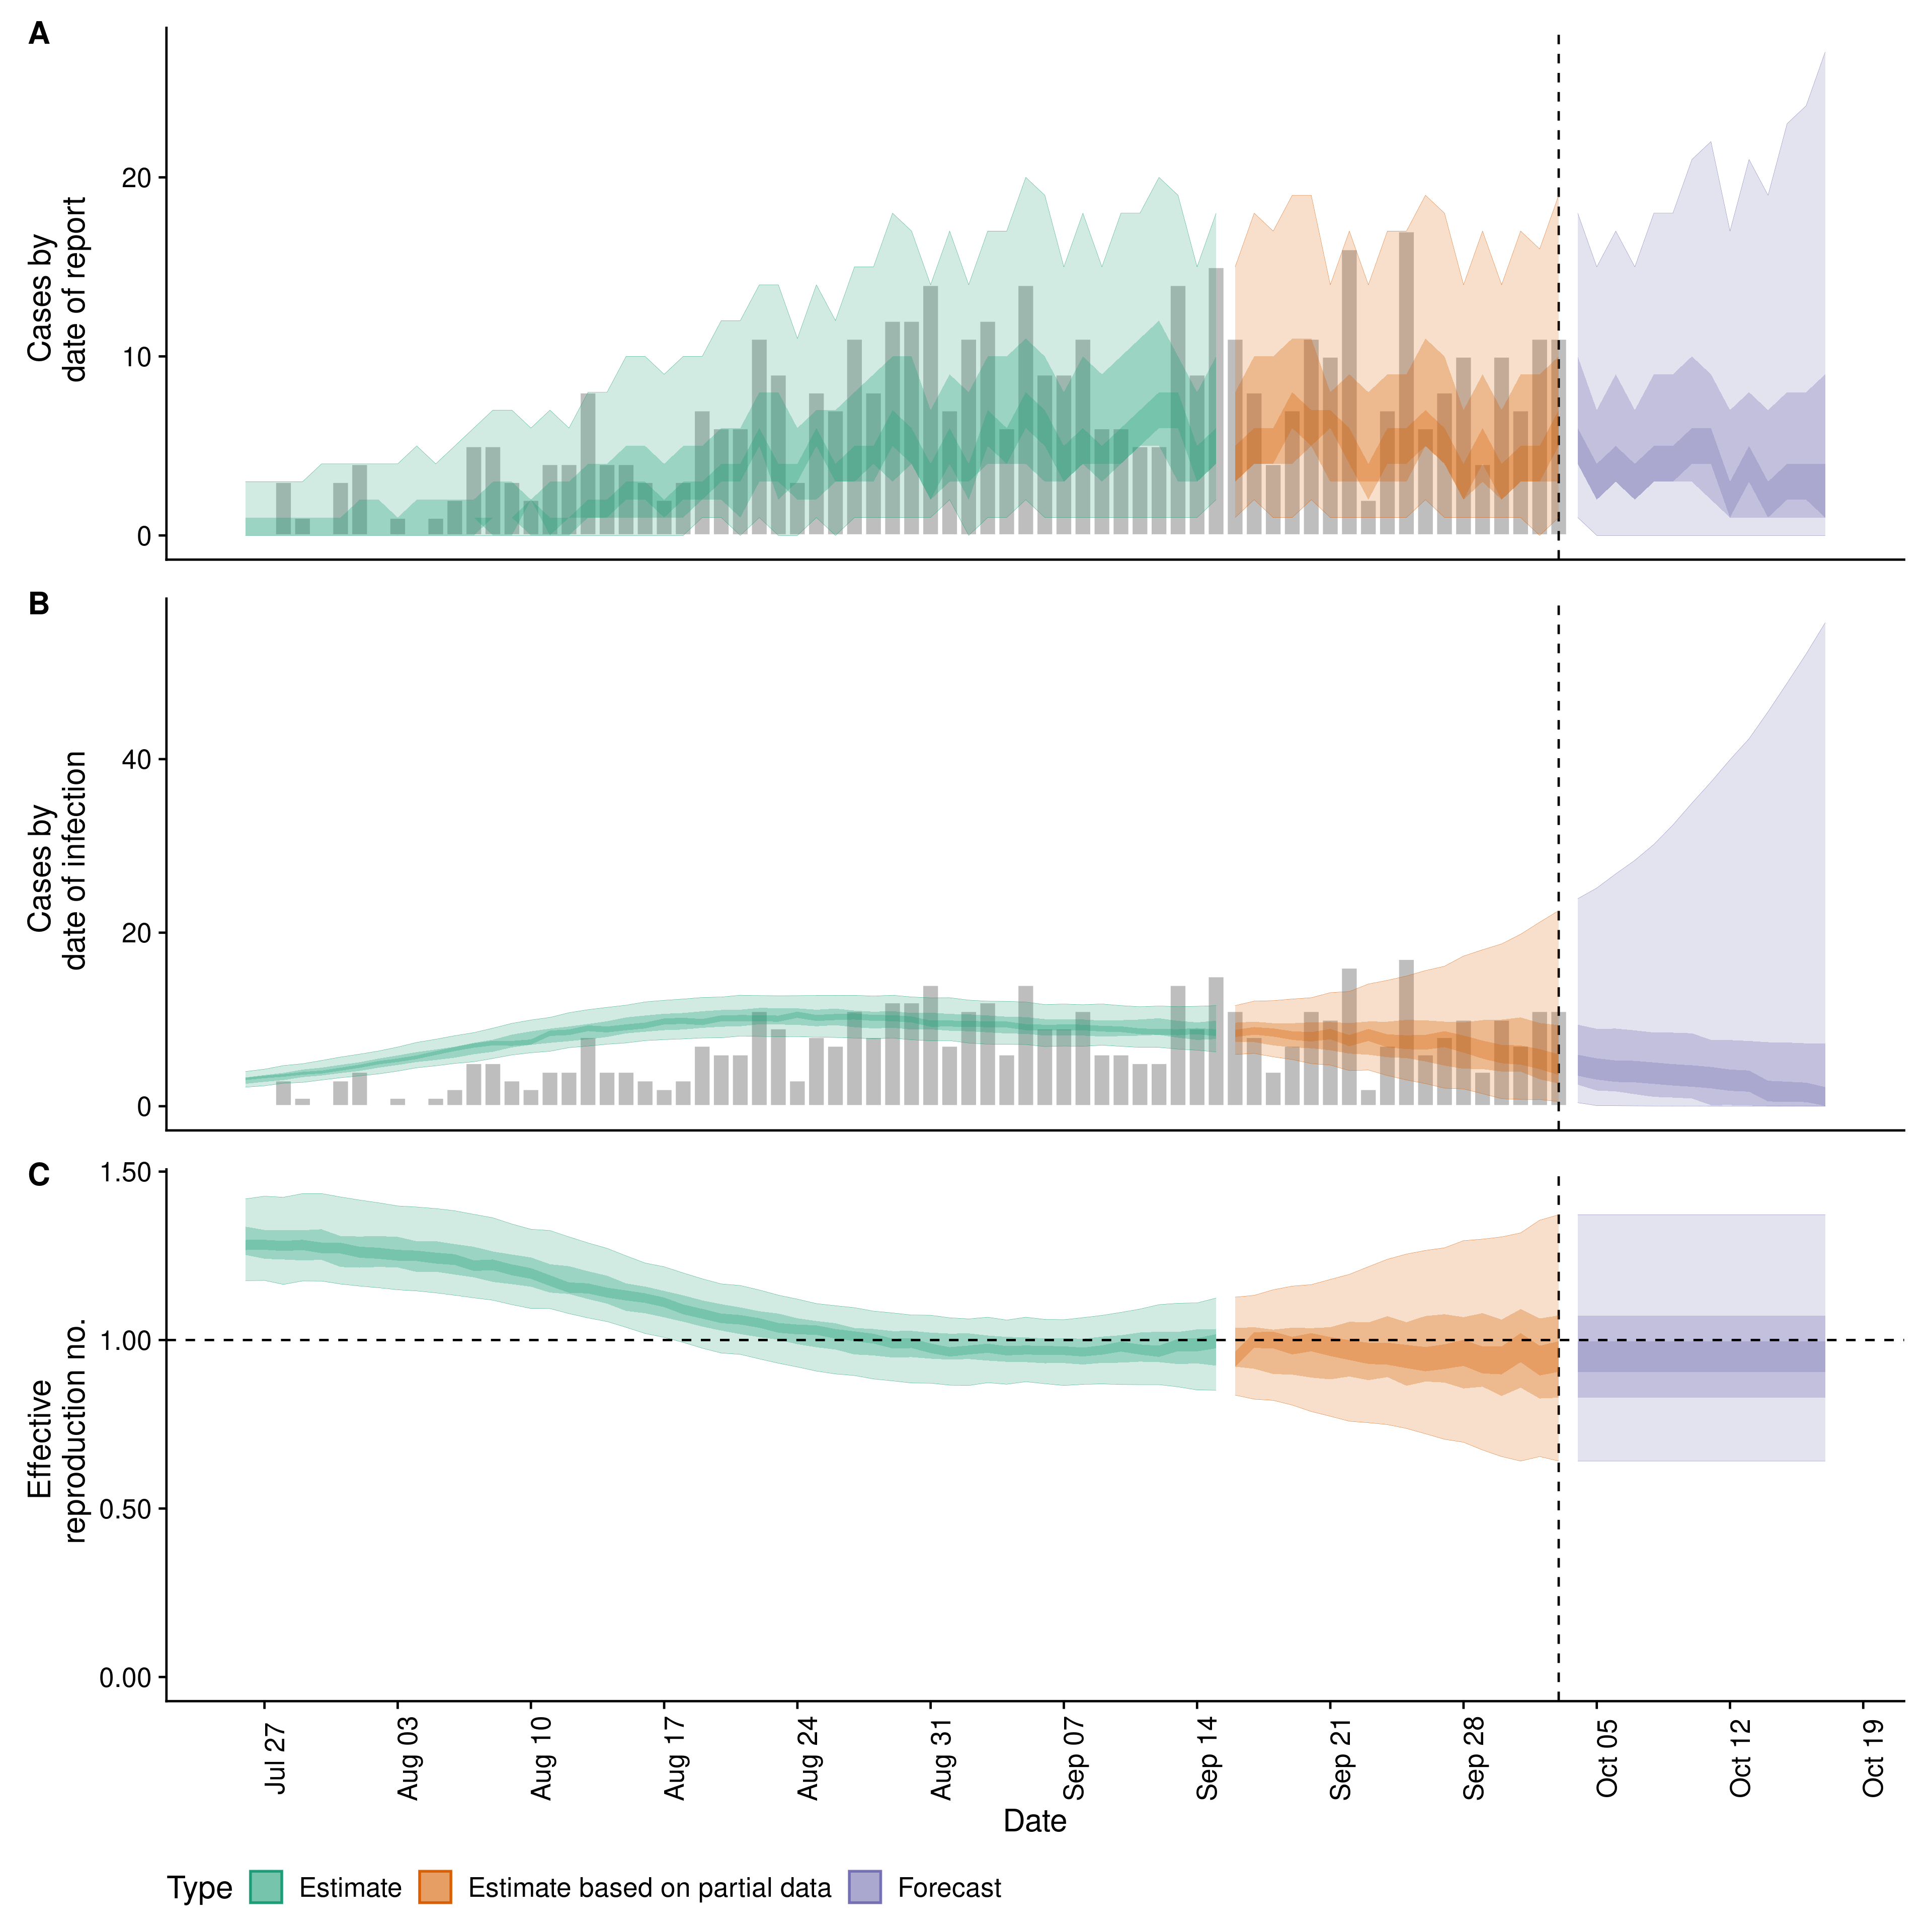 A
Cases by
date of report
20
10
0
B
Cases by
date of infection
40
20
0
C
Effective
reproduction no.
1.50
1.00
0.50
0.00
Jul 27
Aug 03
Aug 10
Aug 17
Aug 24
Aug 31
Sep 07
Sep 14
Sep 21
Sep 28
Oct 05
Oct 12
Oct 19
Date
Type Estimate Estimate based on partial data Forecast